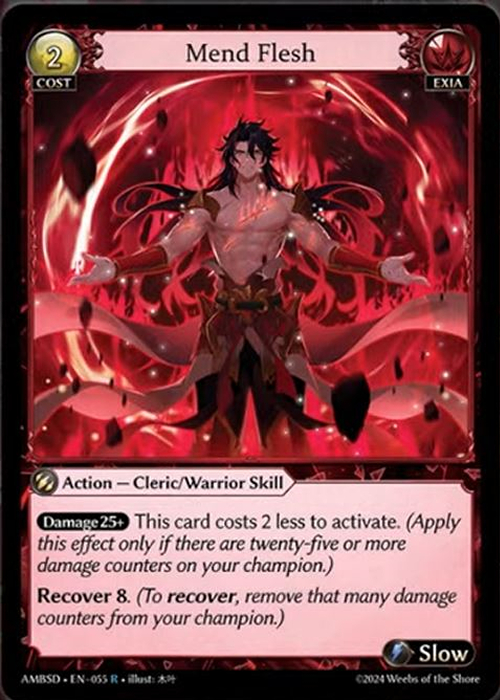 2
Mend Flesh
COST
EXIA
Action — Cleric/Warrior Skill
Damage 25+ This card costs 2 less to activate. (Apply
this effect only if there are twenty-five or more
damage counters on your champion.)
Recover 8. (To recover, remove that many damage
counters from your champion.)
Slow
AMBSD • EN-055 R • illust: 木叶
©2024 Weebs of the Shore